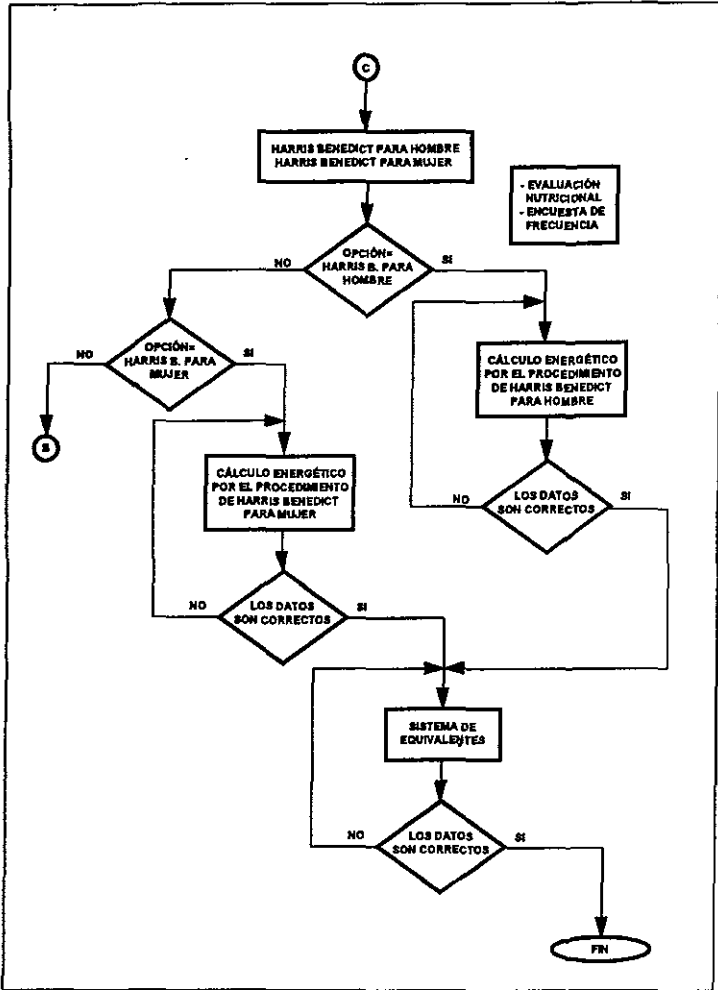 C
HARRIS BENEDICT PARA HOMBRE
HARRIS BENEDICT PARA MUJER
- EVALUACIÓN
NUTRICIONAL
- ENCUESTA DE
FRECUENCIA
OPCIÓN=
HARRIS B. PARA
HOMBRE
NO
SI
OPCIÓN=
HARRIS B. PARA
MUJER
NO
SI
CÁLCULO ENERGÉTICO
POR EL PROCEDIMIENTO
DE HARRIS BENEDICT
PARA HOMBRE
CÁLCULO ENERGÉTICO
POR EL PROCEDIMIENTO
DE HARRIS BENEDICT
PARA MUJER
LOS DATOS
SON CORRECTOS
NO
SI
LOS DATOS
SON CORRECTOS
NO
SI
SISTEMA DE
EQUIVALENTES
LOS DATOS
SON CORRECTOS
NO
SI
FIN